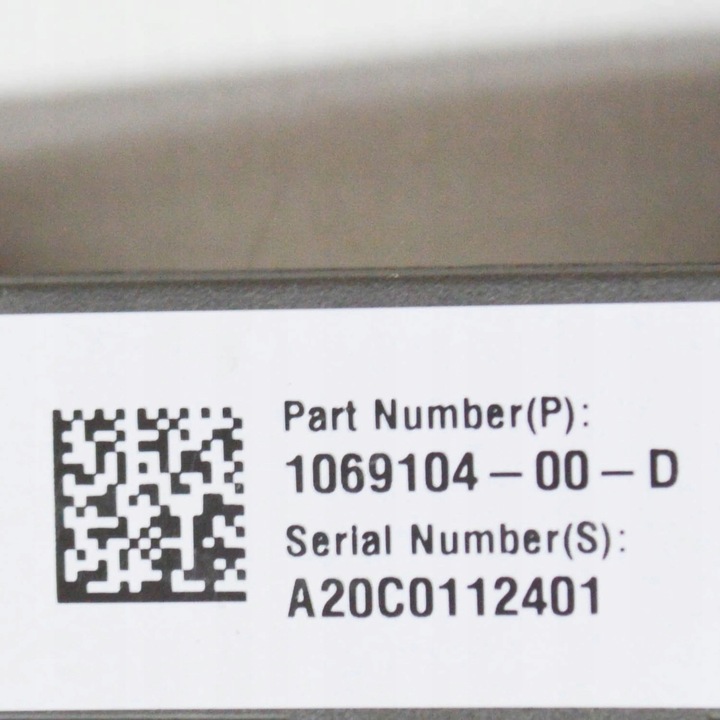 Part Number(P):
1069104-00-D
Serial Number(S):
A20C0112401